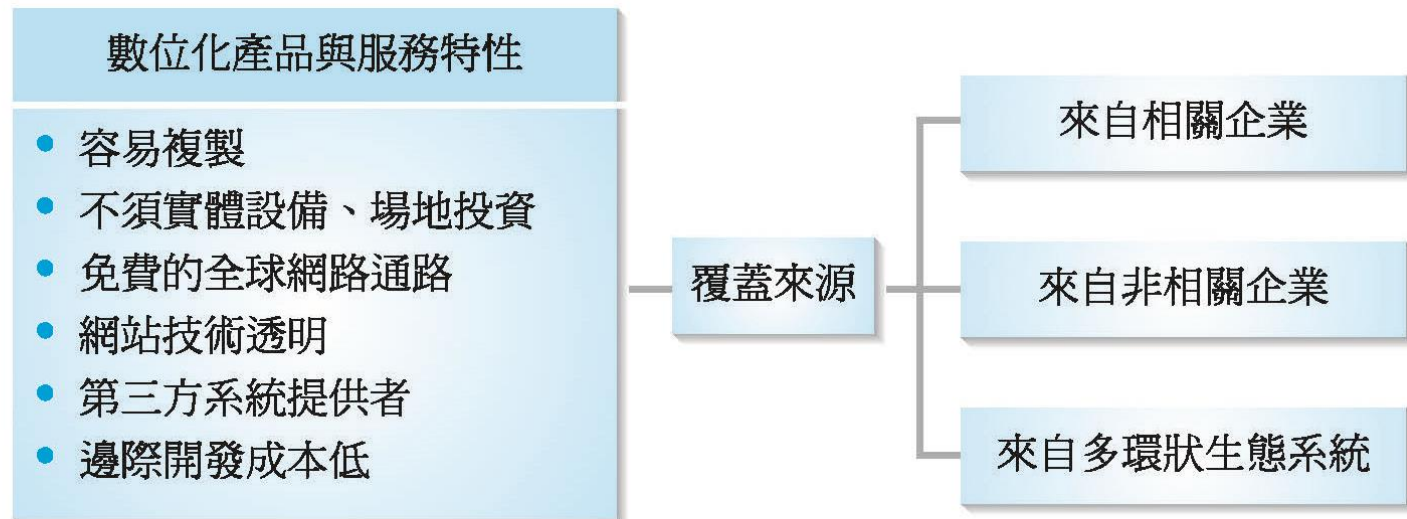 數位化產品與服務特性
• 容易複製
• 不須實體設備、場地投資
• 免費的全球網路通路
• 網站技術透明
• 第三方系統提供者
• 邊際開發成本低
覆蓋來源
來自相關企業
來自非相關企業
來自多環狀生態系統